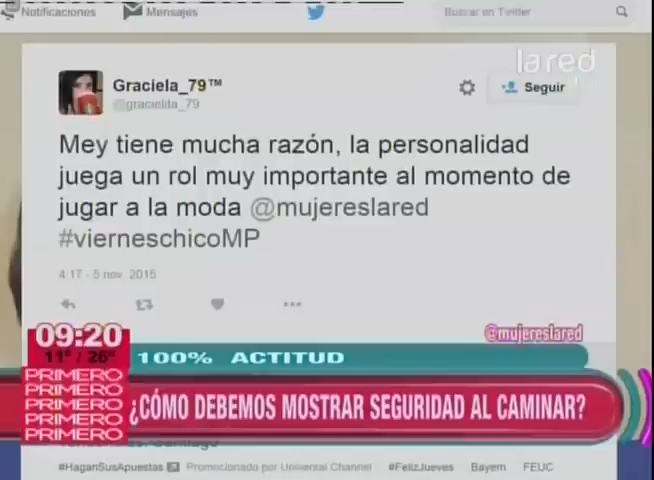 Notificaciones
Mensajes
Buscar en Twitter
la red
Graciela_79™
Seguir
@gracielita_79
Mey tiene mucha razón, la personalidad
juega un rol muy importante al momento de
jugar a la moda @mujereslared
#vierneschicoMP
4:17 - 5 nov. 2015
09:20
@mujereslared
11° / 26°
100% ACTITUD
PRIMERO
PRIMERO
PRIMERO
PRIMERO
PRIMERO
¿CÓMO DEBEMOS MOSTRAR SEGURIDAD AL CAMINAR?
#HaganSusApuestas
Promocionado por Universal Channel
#FelizJueves
Bayern
FEUC